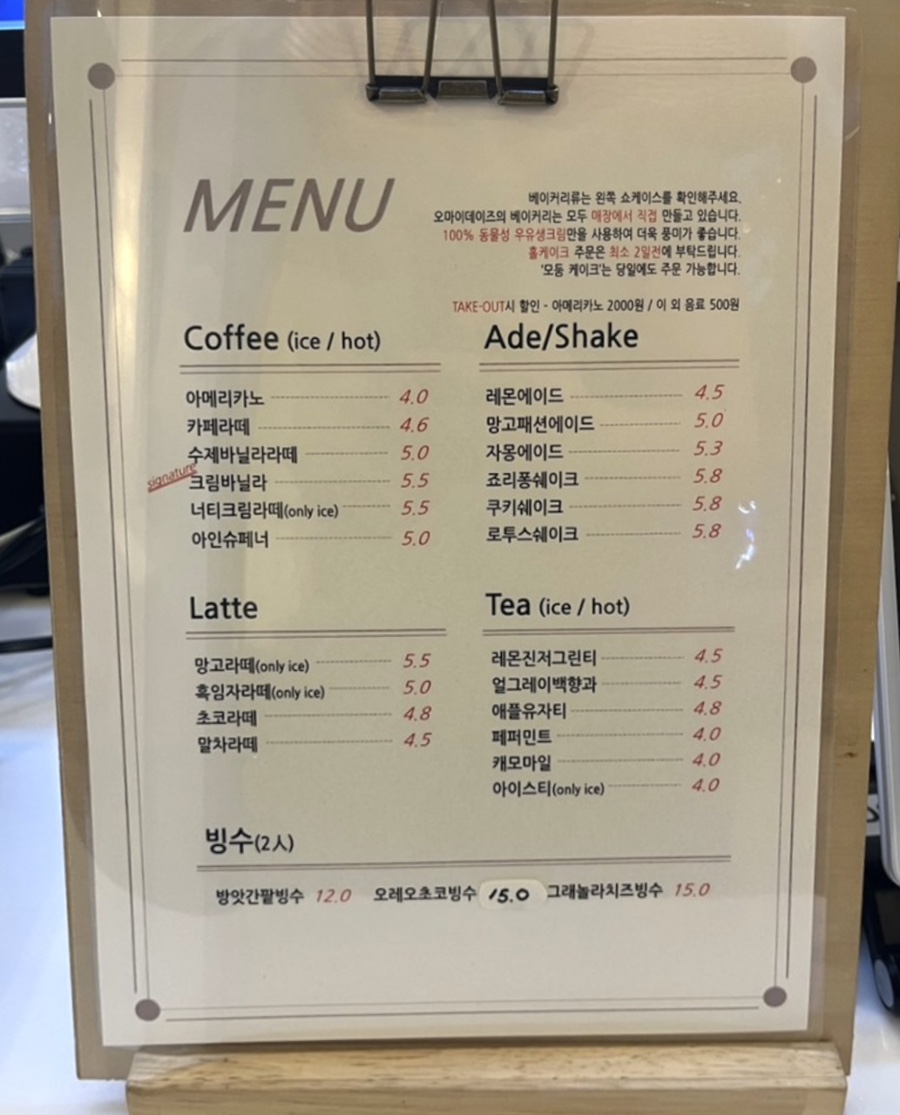 MENU
베이커리류는 왼쪽 쇼케이스를 확인해주세요.
오마이데이즈의 베이커리는 모두 매장에서 직접 만들고 있습니다.
100% 동물성 우유생크림만을 사용하여 더욱 풍미가 좋습니다.
홀케이크 주문은 최소 2일전에 부탁드립니다.
'모둠 케이크'는 당일에도 주문 가능합니다.
TAKE-OUT시 할인 - 아메리카노 2000원 / 이 외 음료 500원
Coffee (ice / hot)
아메리카노 4.0
카페라떼 4.6
수제바닐라라떼 5.0
signature
크림바닐라 5.5
너티크림라떼(only ice) 5.5
아인슈페너 5.0
Ade/Shake
레몬에이드 4.5
망고패션에이드 5.0
자몽에이드 5.3
죠리퐁쉐이크 5.8
쿠키쉐이크 5.8
로투스쉐이크 5.8
Latte
망고라떼(only ice) 5.5
흑임자라떼(only ice) 5.0
초코라떼 4.8
말차라떼 4.5
Tea (ice / hot)
레몬진저그린티 4.5
얼그레이백향과 4.5
애플유자티 4.8
페퍼민트 4.0
캐모마일 4.0
아이스티(only ice) 4.0
빙수(2人)
방앗간팥빙수 12.0 오레오초코빙수 15.0 그래놀라치즈빙수 15.0